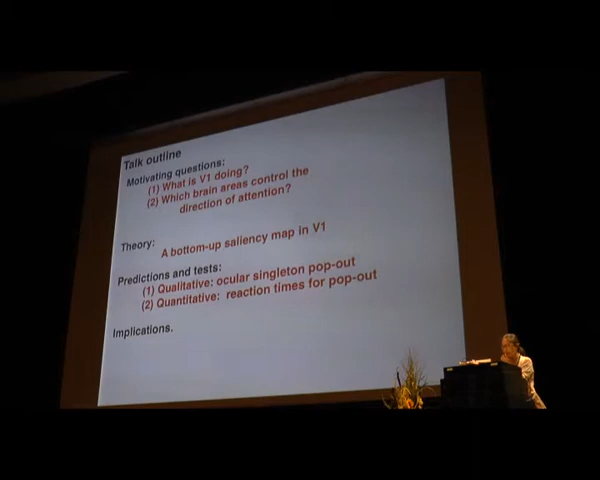 Talk outline
Motivating questions:
(1) What is V1 doing?
(2) Which brain areas control the
direction of attention?
Theory:
A bottom-up saliency map in V1
Predictions and tests:
(1) Qualitative: ocular singleton pop-out
(2) Quantitative: reaction times for pop-out
Implications.